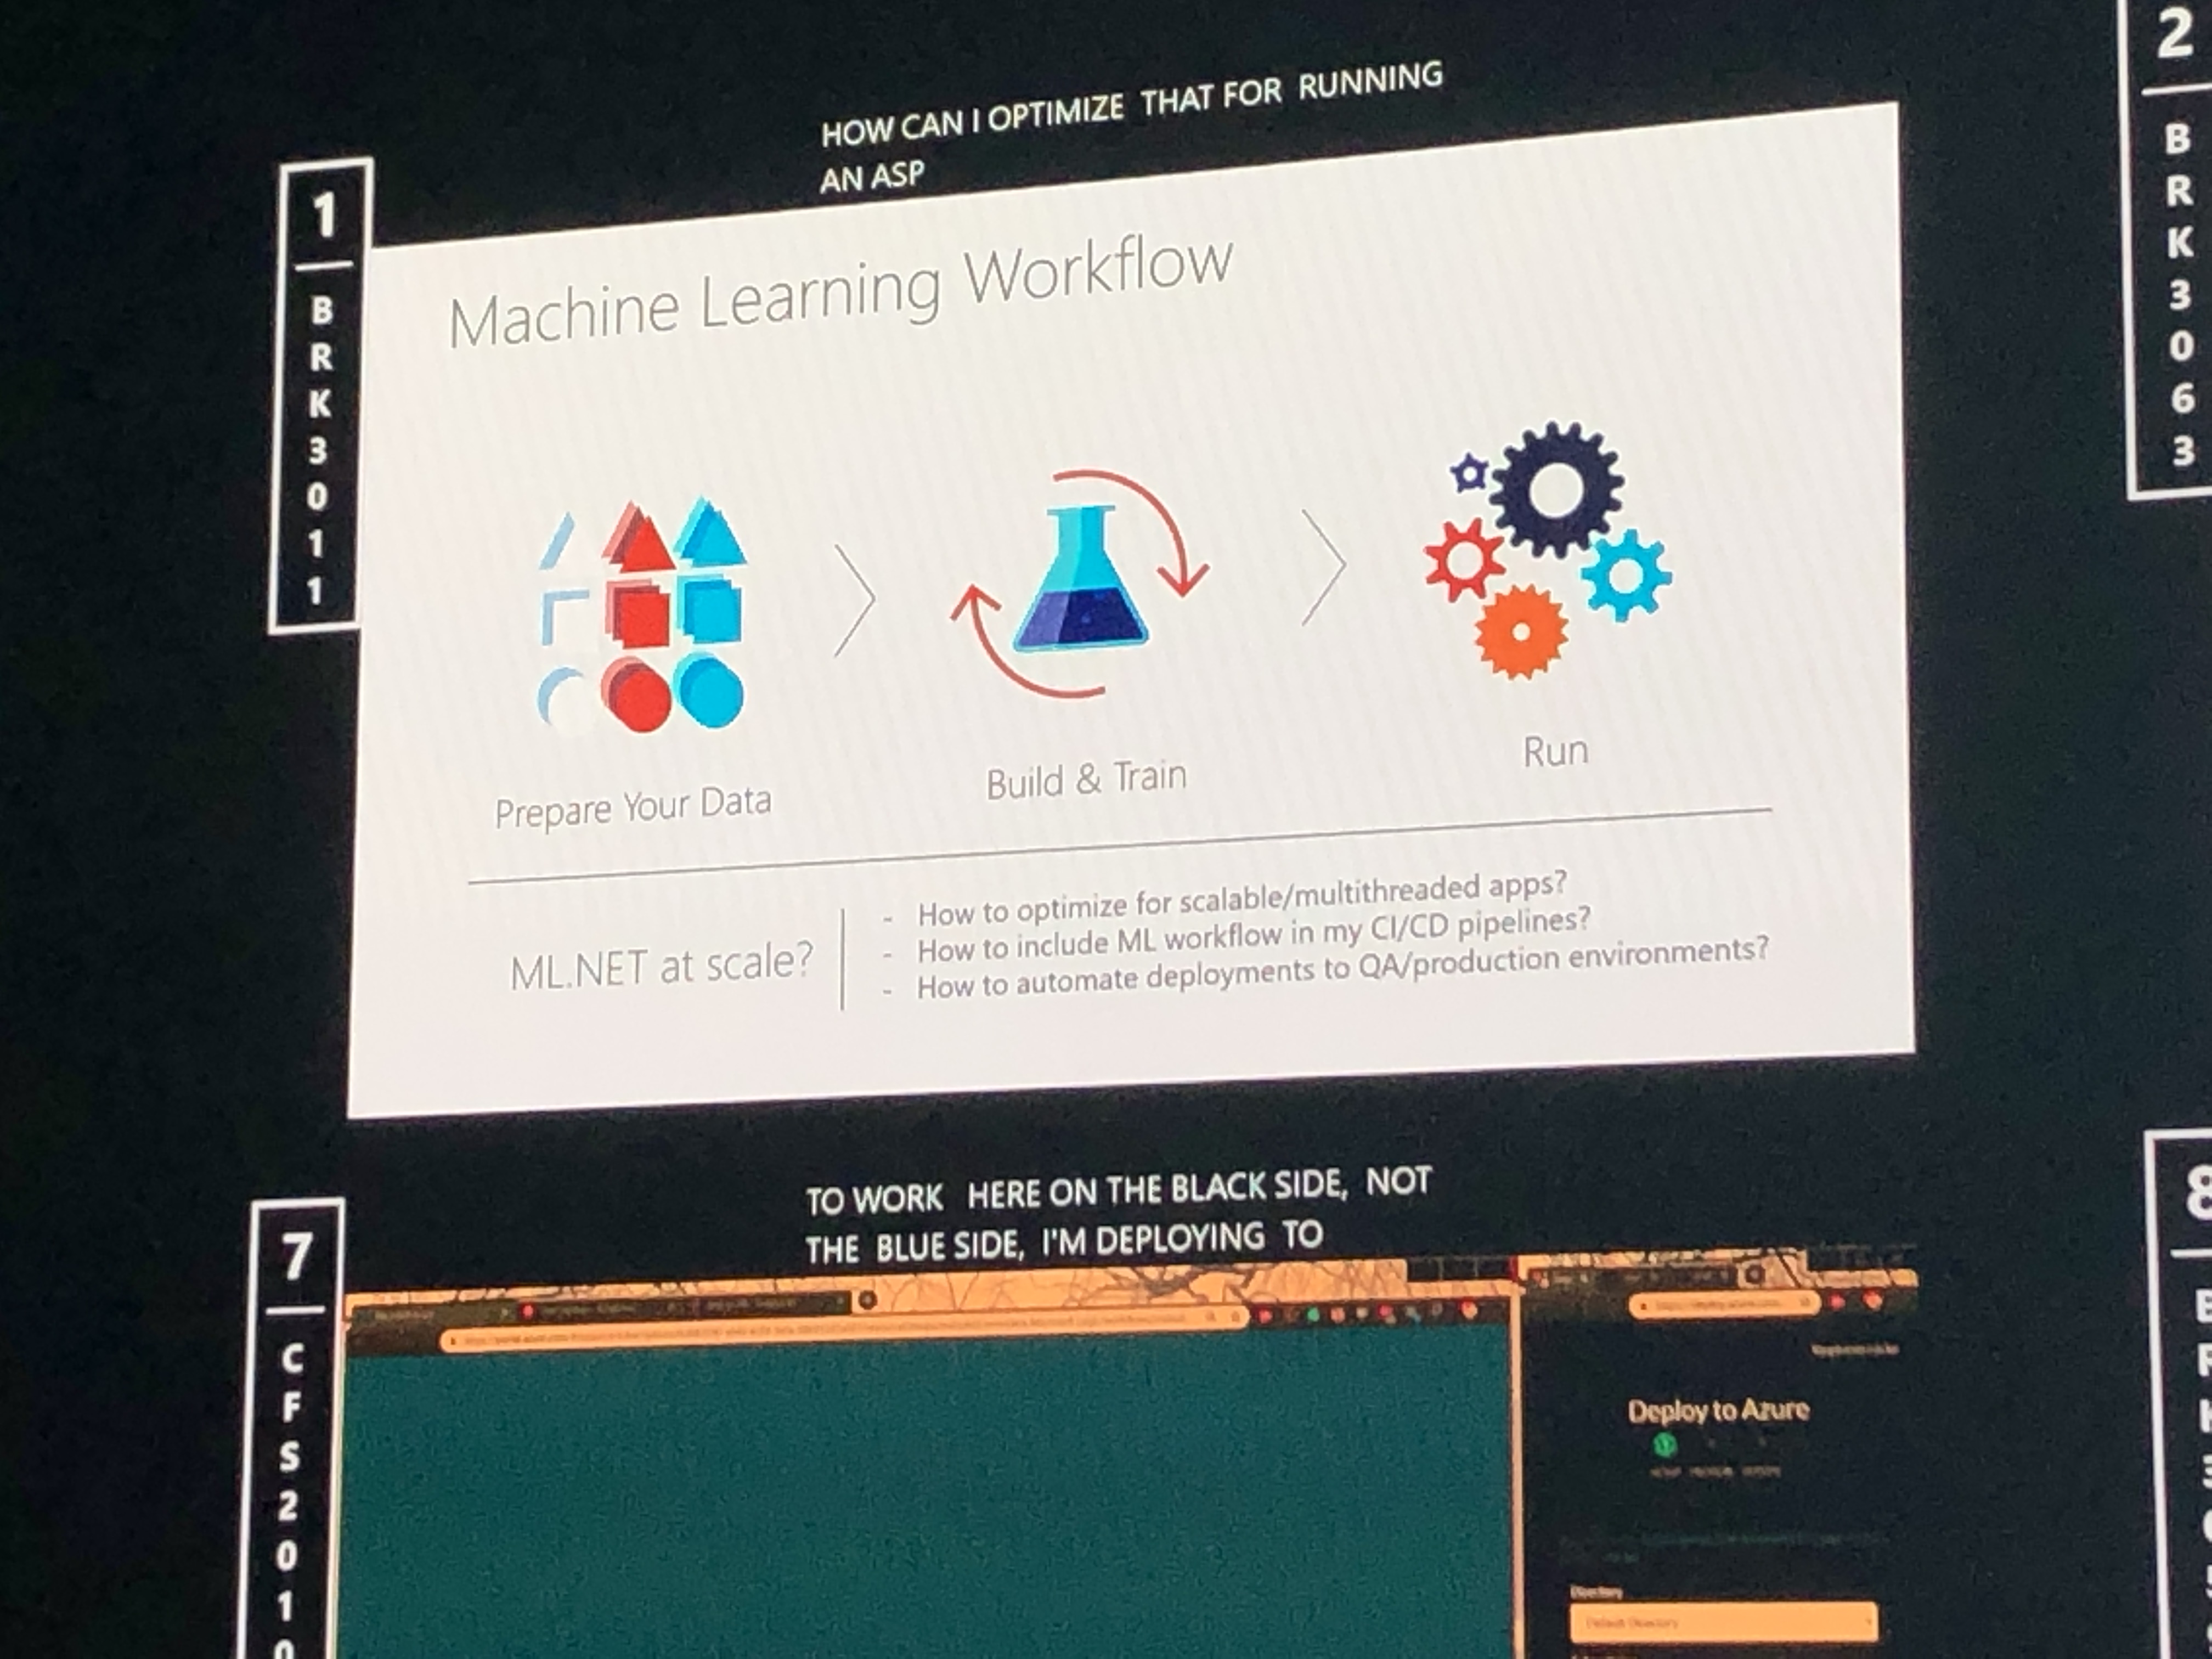 HOW CAN I OPTIMIZE THAT FOR RUNNING
AN ASP
1
BRK3011
Machine Learning Workflow
Prepare Your Data
Build & Train
Run
ML.NET at scale?
- How to optimize for scalable/multithreaded apps?
- How to include ML workflow in my CI/CD pipelines?
- How to automate deployments to QA/production environments?
2
BRK3063
TO WORK HERE ON THE BLACK SIDE, NOT
THE BLUE SIDE, I'M DEPLOYING TO
7
CFS2010
Deploy to Azure
Directory
Default Directory
8